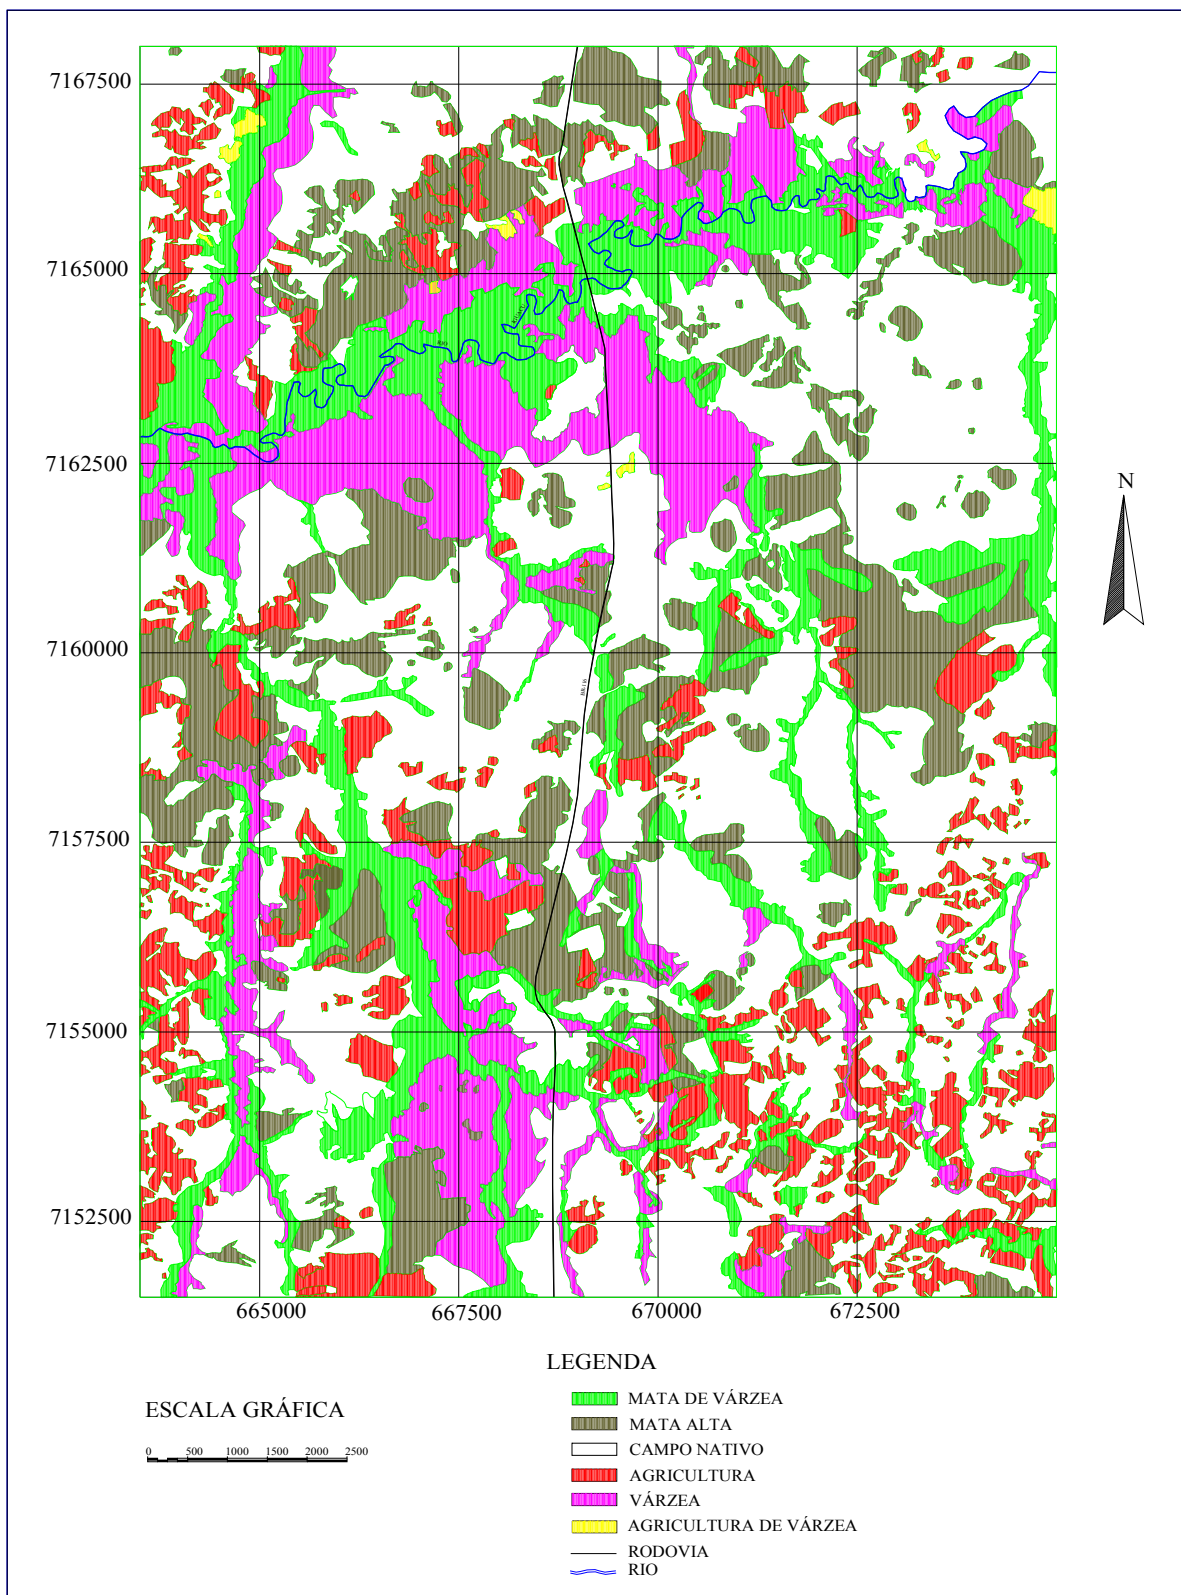 7167500
7165000
7162500
N
7160000
7157500
7155000
7152500
665000 667500 670000 672500
LEGENDA
MATA DE VÁRZEA
ESCALA GRÁFICA
MATA ALTA
CAMPO NATIVO
0 500 1000 1500 2000 2500
AGRICULTURA
VÁRZEA
AGRICULTURA DE VÁRZEA
RODOVIA
RIO
RIO